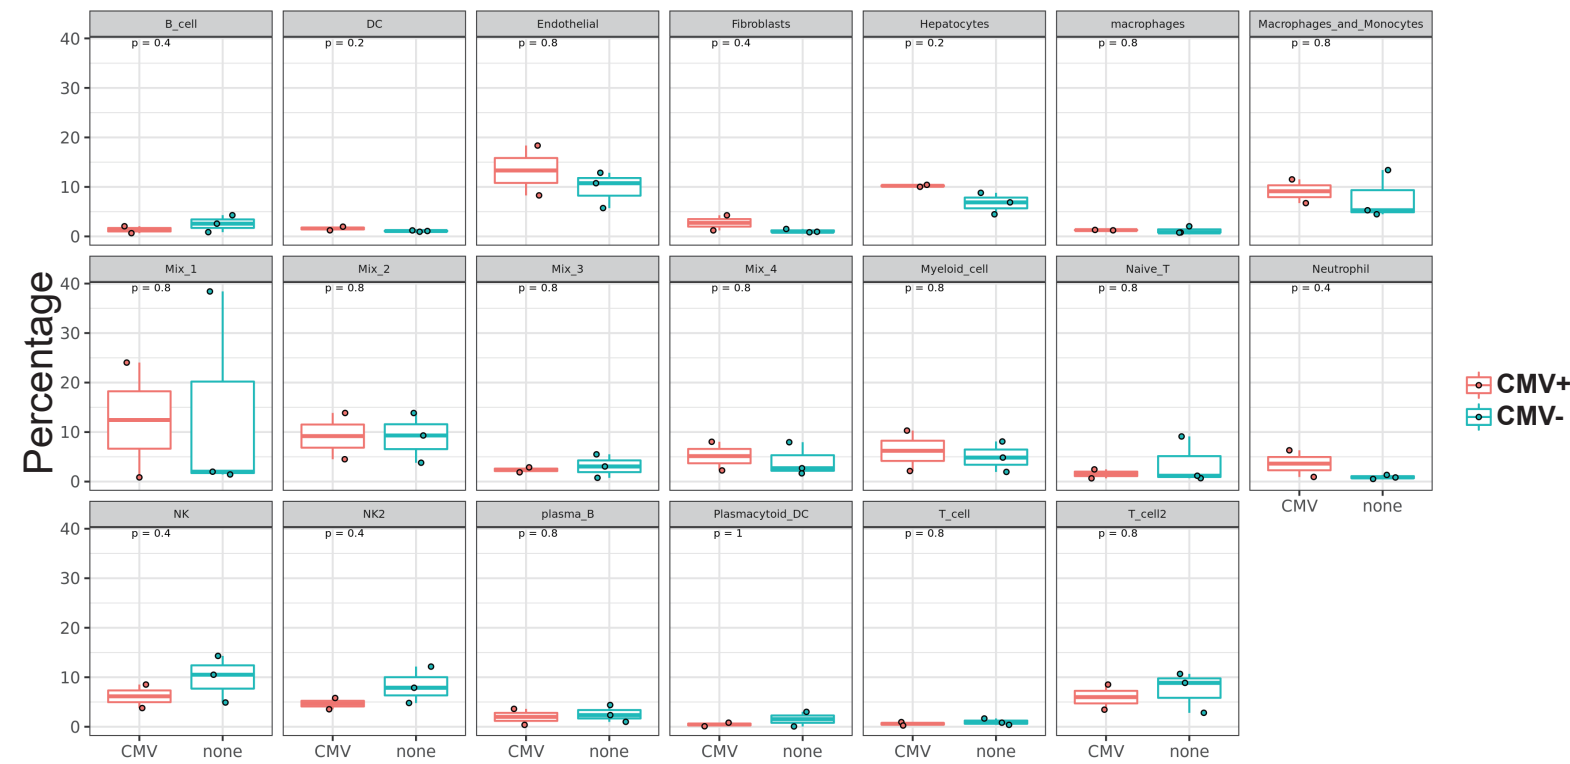 B_cell DC Endothelial Fibroblasts Hepatocytes macrophages Macrophages_and_Monocytes
p = 0.4 p = 0.2 p = 0.8 p = 0.4 p = 0.2 p = 0.8 p = 0.8
40
30
20
10
0
Mix_1 Mix_2 Mix_3 Mix_4 Myeloid_cell Naive_T Neutrophil
p = 0.8 p = 0.8 p = 0.8 p = 0.8 p = 0.8 p = 0.8 p = 0.4
40
30
20
10
0
CMV none
NK NK2 plasma_B Plasmacytoid_DC T_cell T_cell2
p = 0.4 p = 0.4 p = 0.8 p = 1 p = 0.8 p = 0.8
40
30
20
10
0
CMV none CMV none CMV none CMV none CMV none CMV none
Percentage
CMV+
CMV-